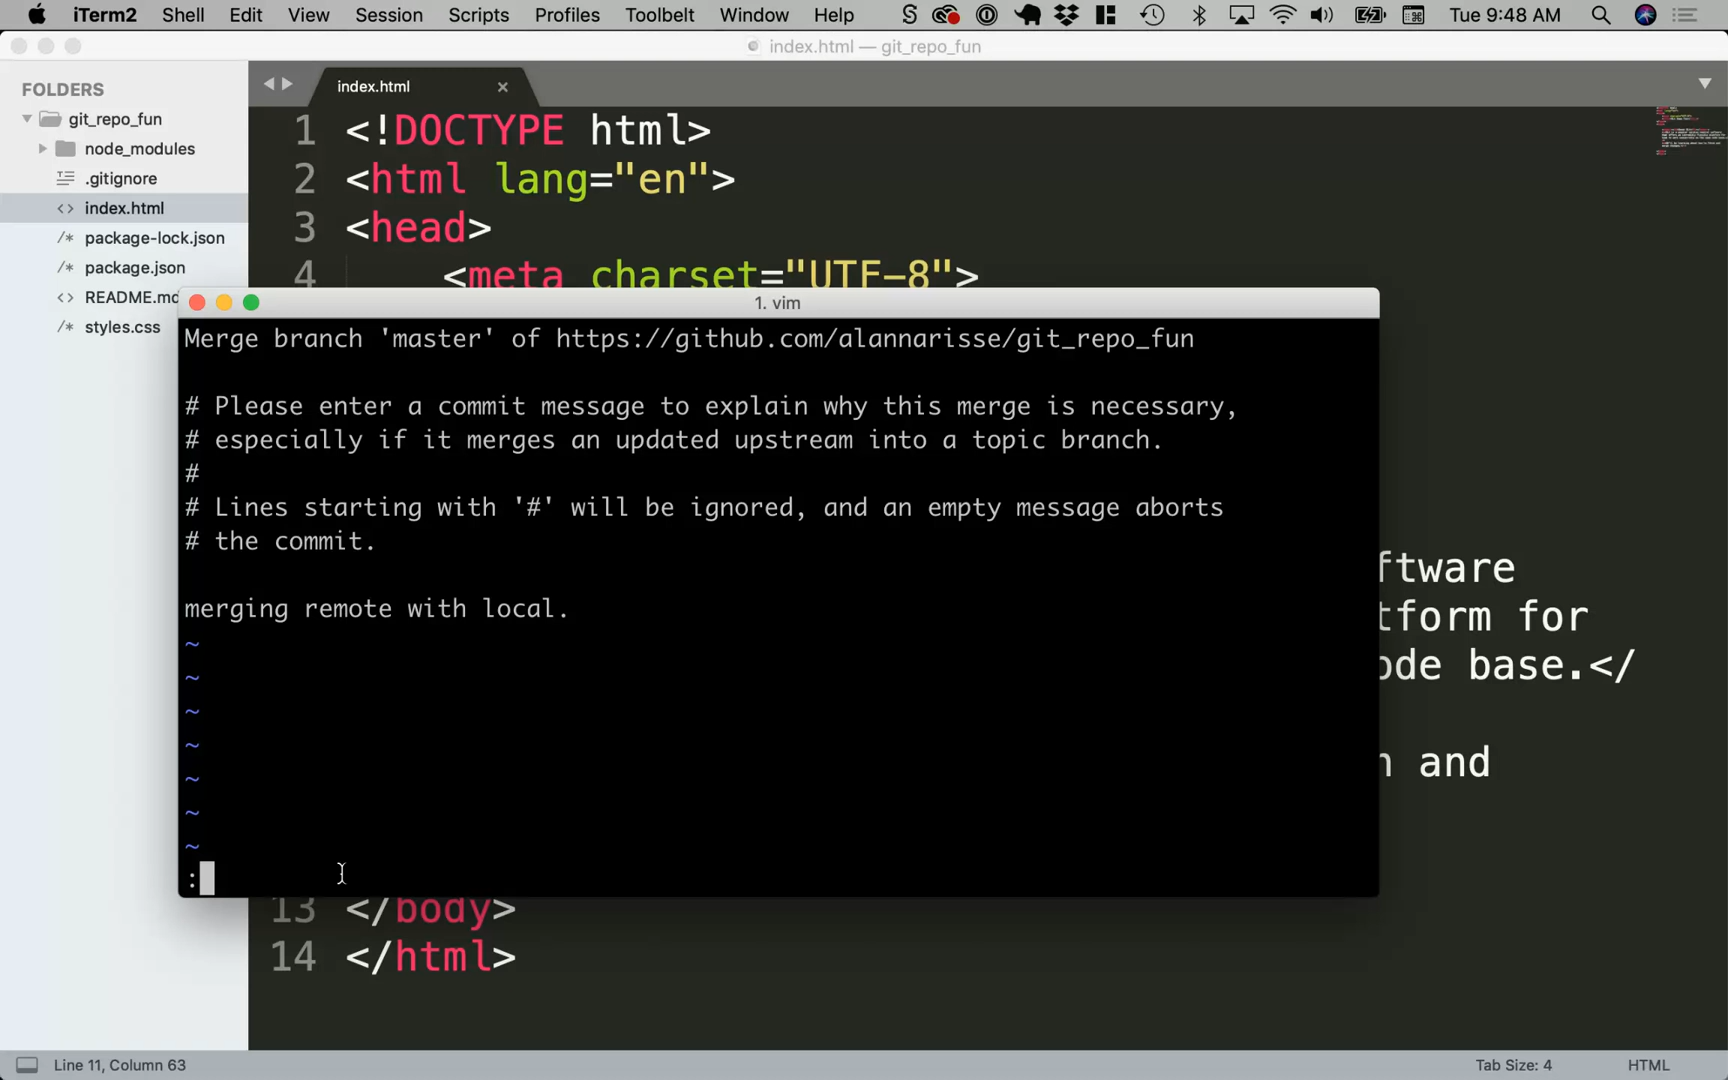 iTerm2 Shell Edit View Session Scripts Profiles Toolbelt Window Help Tue 9:48 AM
index.html — git_repo_fun
FOLDERS
git_repo_fun
node_modules
.gitignore
index.html
package-lock.json
package.json
README.md
styles.css
index.html
1 <!DOCTYPE html>
2 <html lang="en">
3 <head>
4 <meta charset="UTF-8">
1. vim
Merge branch 'master' of https://github.com/alannarisse/git_repo_fun
# Please enter a commit message to explain why this merge is necessary,
# especially if it merges an updated upstream into a topic branch.
#
# Lines starting with '#' will be ignored, and an empty message aborts
# the commit.
merging remote with local.
~
~
~
~
~
~
~
:
ftware
tform for
ode base.</
and
13 </body>
14 </html>
Line 11, Column 63
Tab Size: 4
HTML